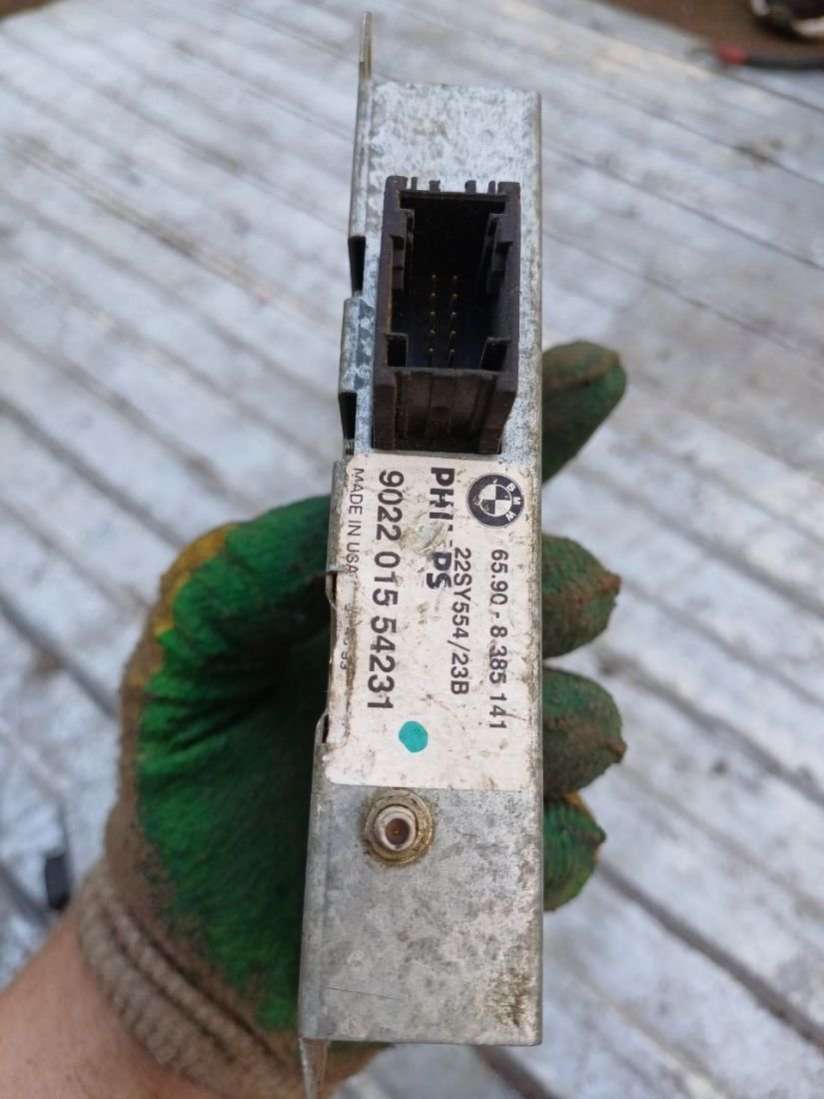 BMW
65.90 - 8 385 141
22SY554/23B
PHI PS
9022 015 54231
MADE IN USA